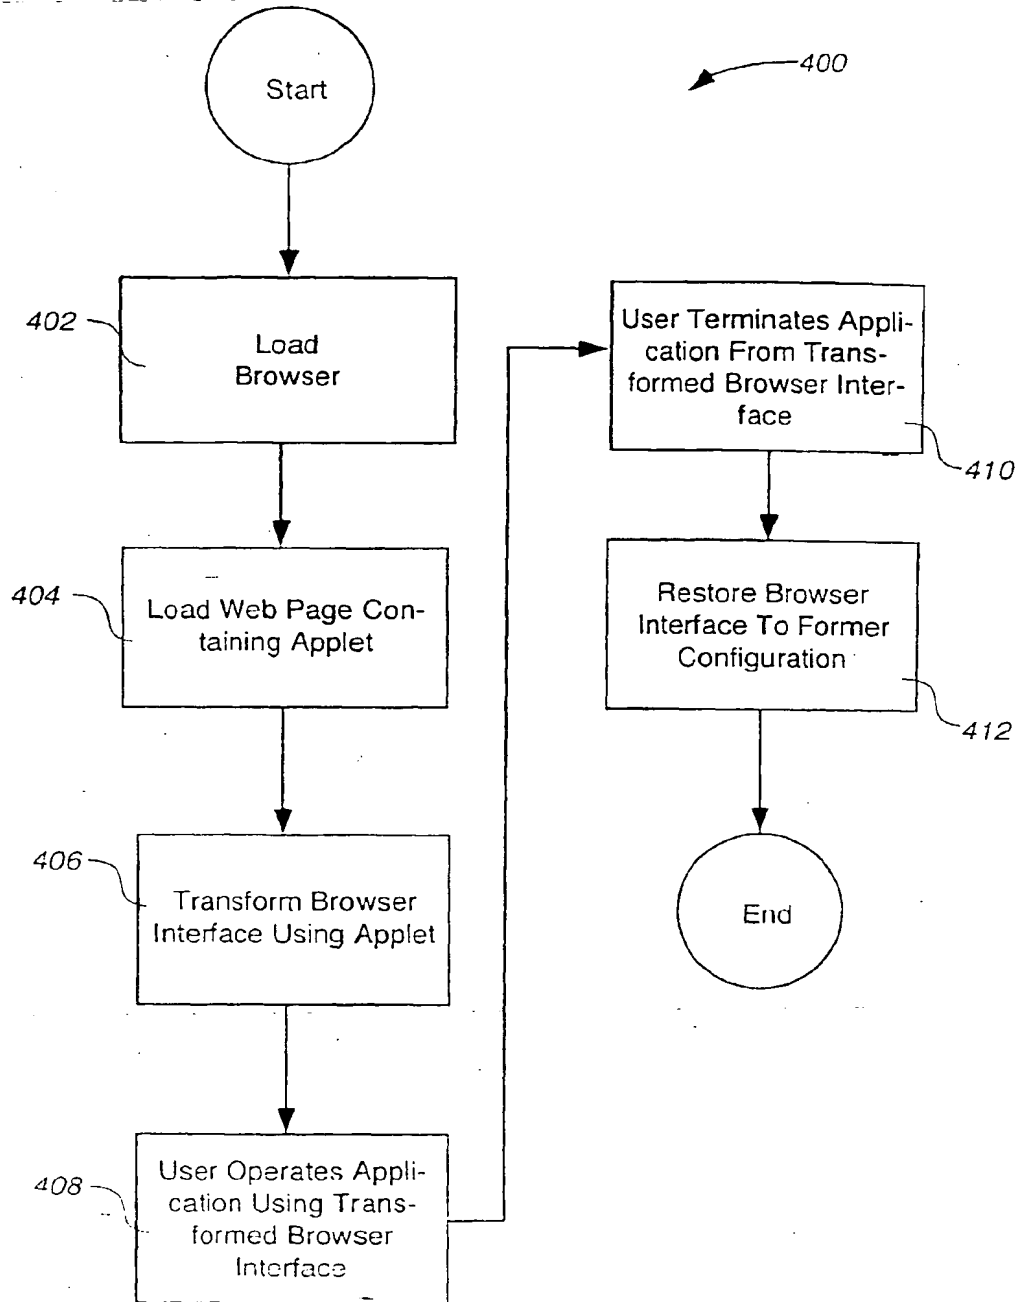 Start
400
402
Load
Browser
404
Load Web Page Con-
taining Applet
406
Transform Browser
Interface Using Applet
408
User Operates Appli-
cation Using Trans-
formed Browser
Interface
User Terminates Appli-
cation From Trans-
formed Browser Inter-
face
410
Restore Browser
Interface To Former
Configuration
412
End